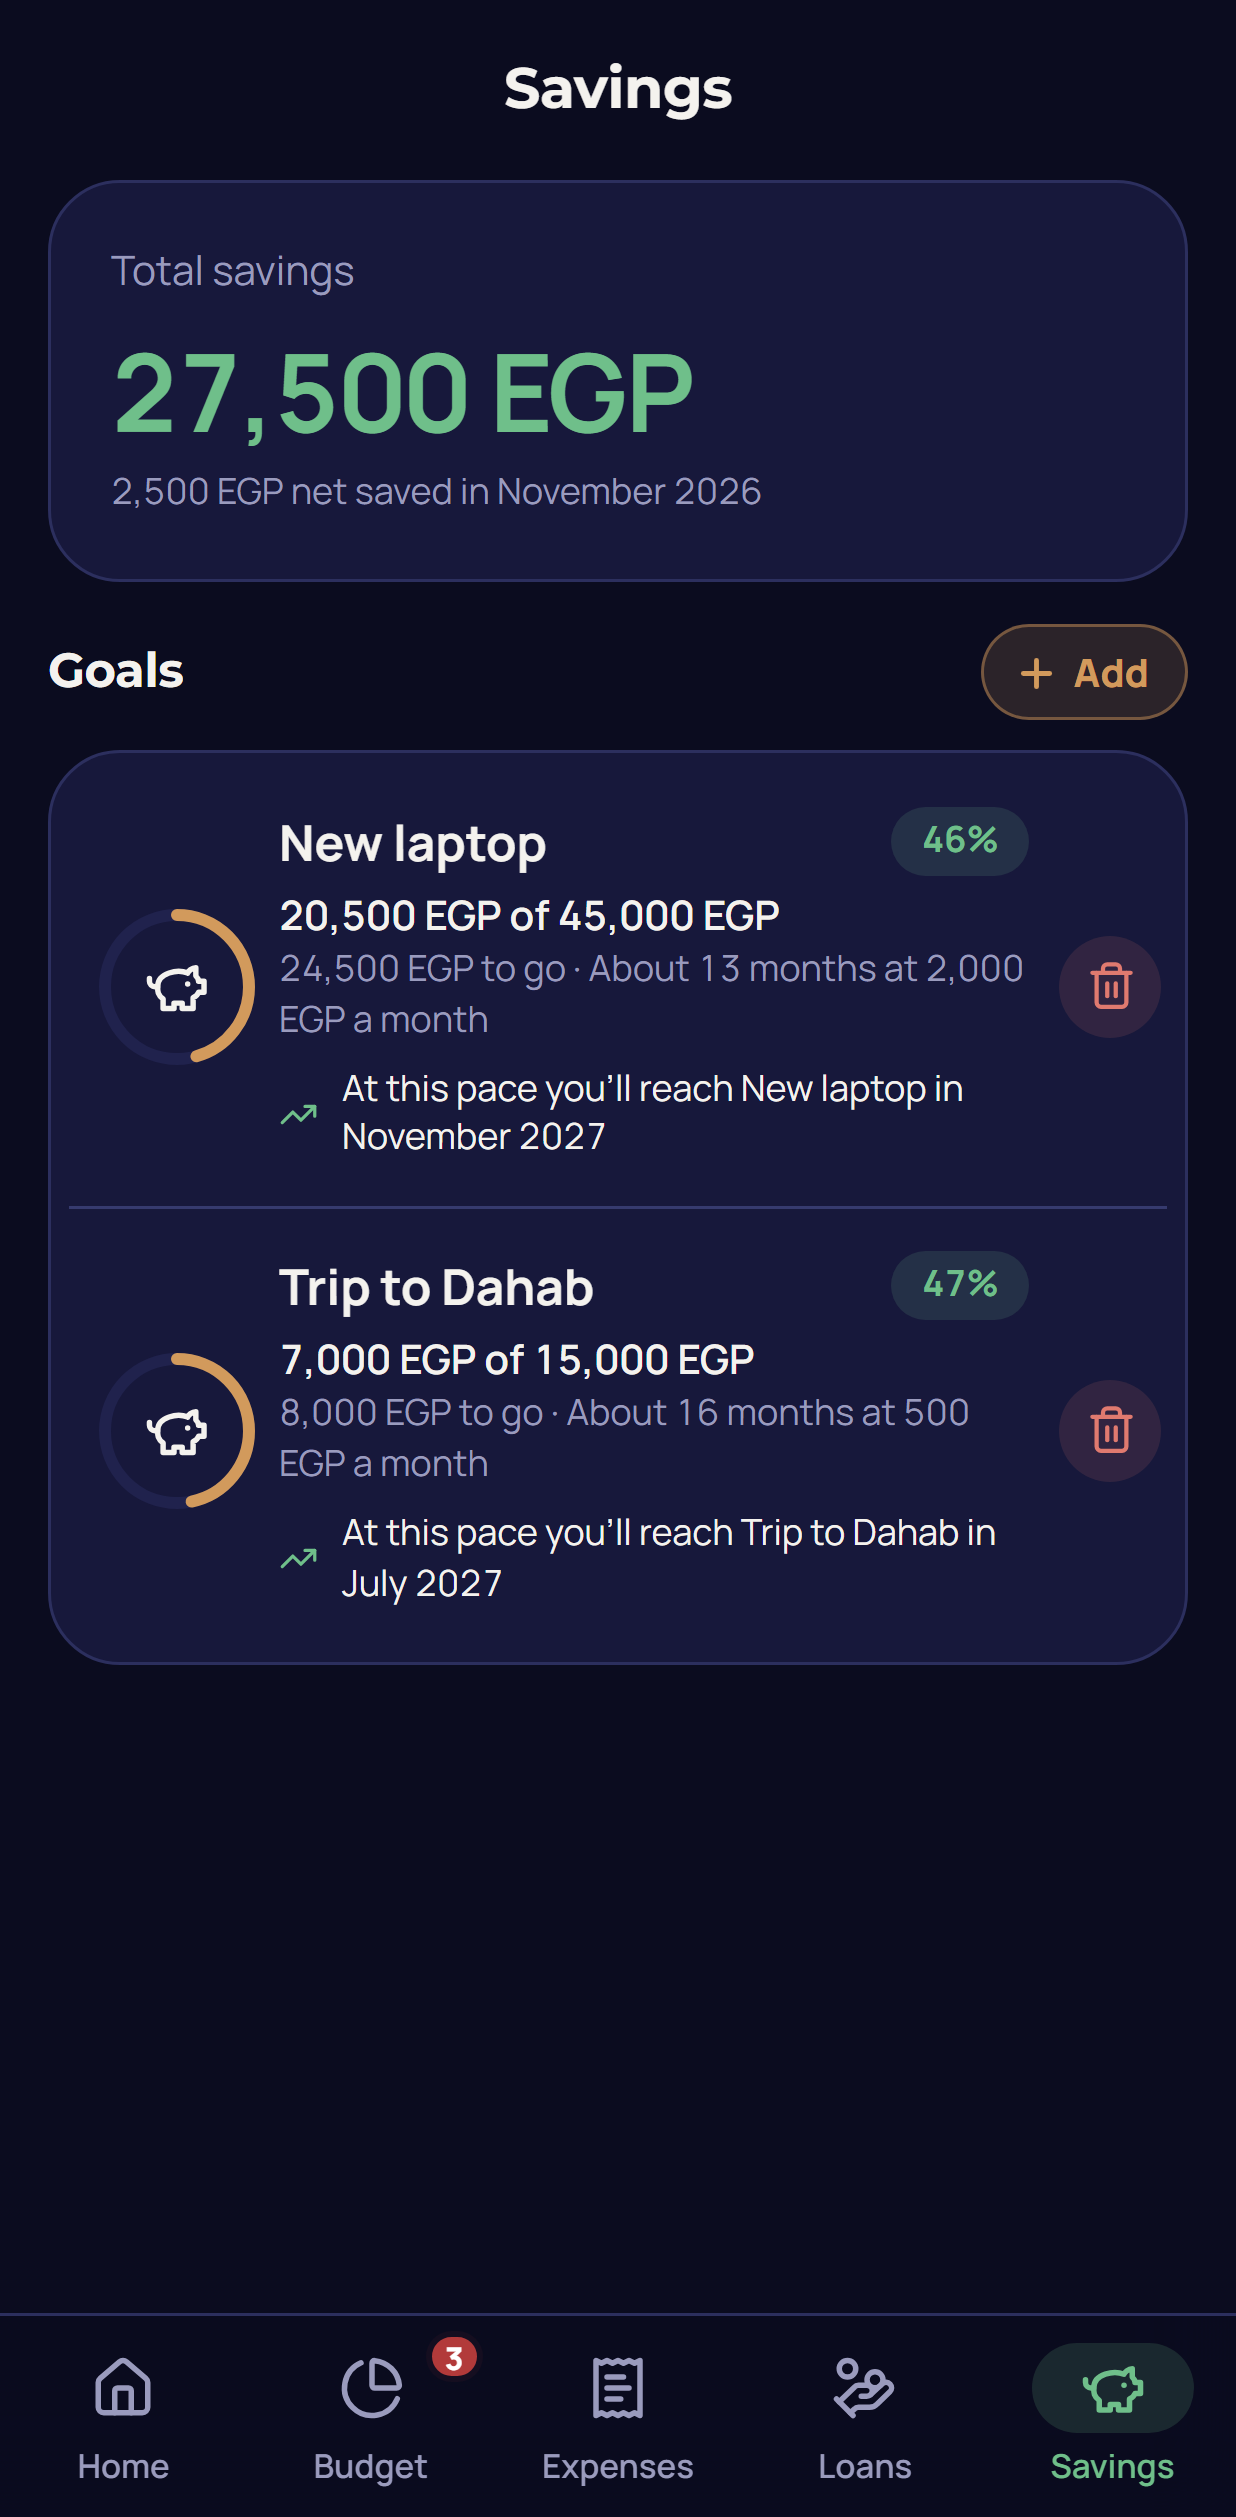 Savings
Total savings
27,500 EGP
2,500 EGP net saved in November 2026
Goals
+ Add
New laptop
46%
20,500 EGP of 45,000 EGP
24,500 EGP to go · About 13 months at 2,000
EGP a month
At this pace you’ll reach New laptop in
November 2027
Trip to Dahab
47%
7,000 EGP of 15,000 EGP
8,000 EGP to go · About 16 months at 500
EGP a month
At this pace you’ll reach Trip to Dahab in
July 2027
3
Home
Budget
Expenses
Loans
Savings